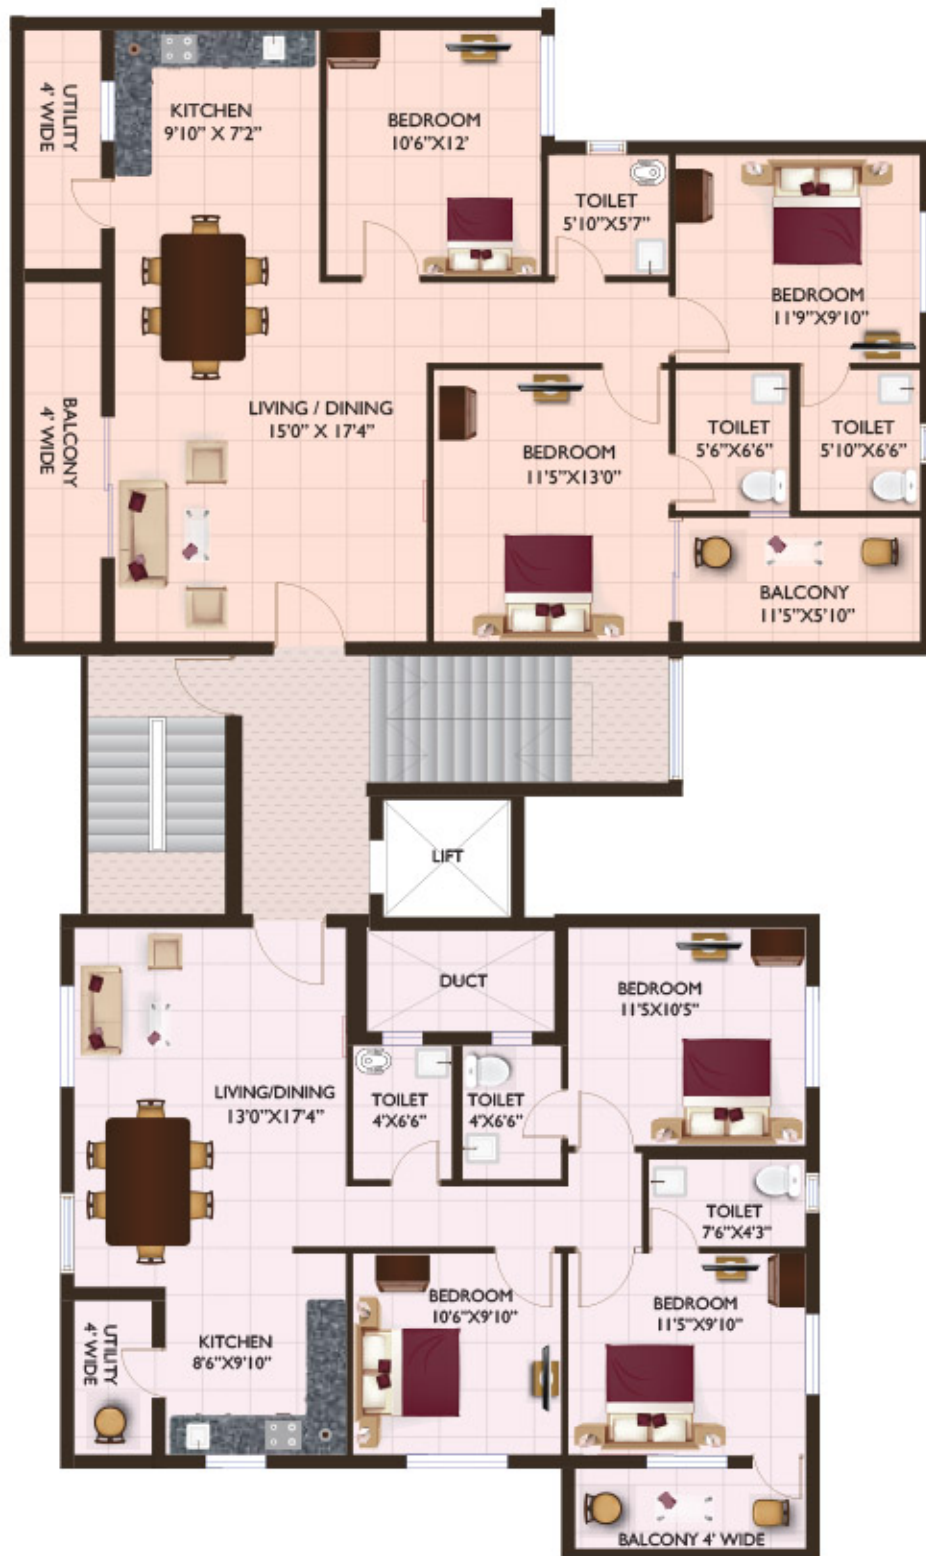 UTILITY
4' WIDE
KITCHEN
9'10" X 7'2"
BEDROOM
10'6"X12'
TOILET
5'10"X5'7"
BEDROOM
11'9"X9'10"
BALCONY
4' WIDE
LIVING / DINING
15'0" X 17'4"
BEDROOM
11'5"X13'0"
TOILET
5'6"X6'6"
TOILET
5'10"X6'6"
BALCONY
11'5"X5'10"
LIFT
DUCT
BEDROOM
11'5X10'5"
LIVING/DINING
13'0"X17'4"
TOILET
4'X6'6"
TOILET
4'X6'6"
TOILET
7'6"X4'3"
UTILITY
4' WIDE
KITCHEN
8'6"X9'10"
BEDROOM
10'6"X9'10"
BEDROOM
11'5"X9'10"
BALCONY 4' WIDE